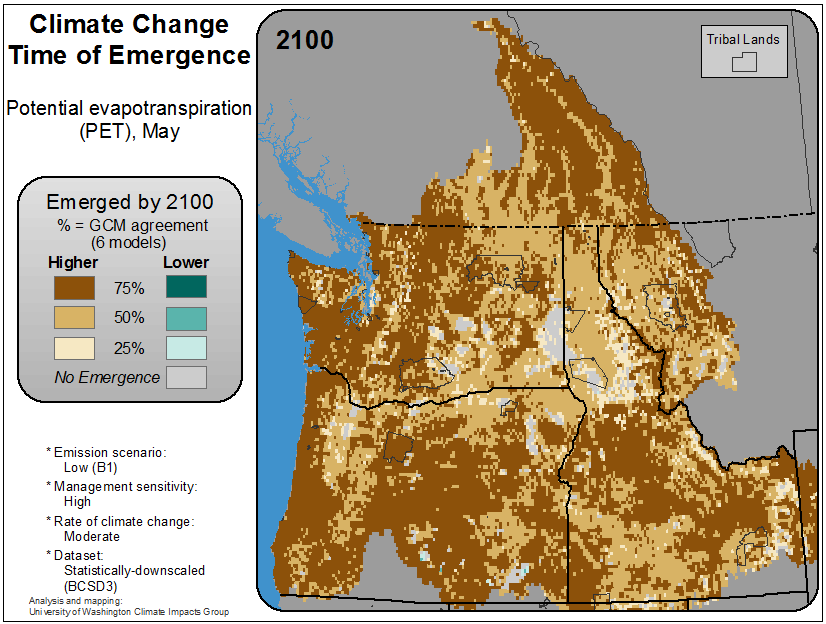 Climate Change
Time of Emergence
Potential evapotranspiration
(PET), May
Emerged by 2100
% = GCM agreement
(6 models)
Higher Lower
75%
50%
25%
No Emergence
* Emission scenario:
Low (B1)
* Management sensitivity:
High
* Rate of climate change:
Moderate
* Dataset:
Statistically-downscaled
(BCSD3)
Analysis and mapping:
University of Washington Climate Impacts Group
2100
Tribal Lands